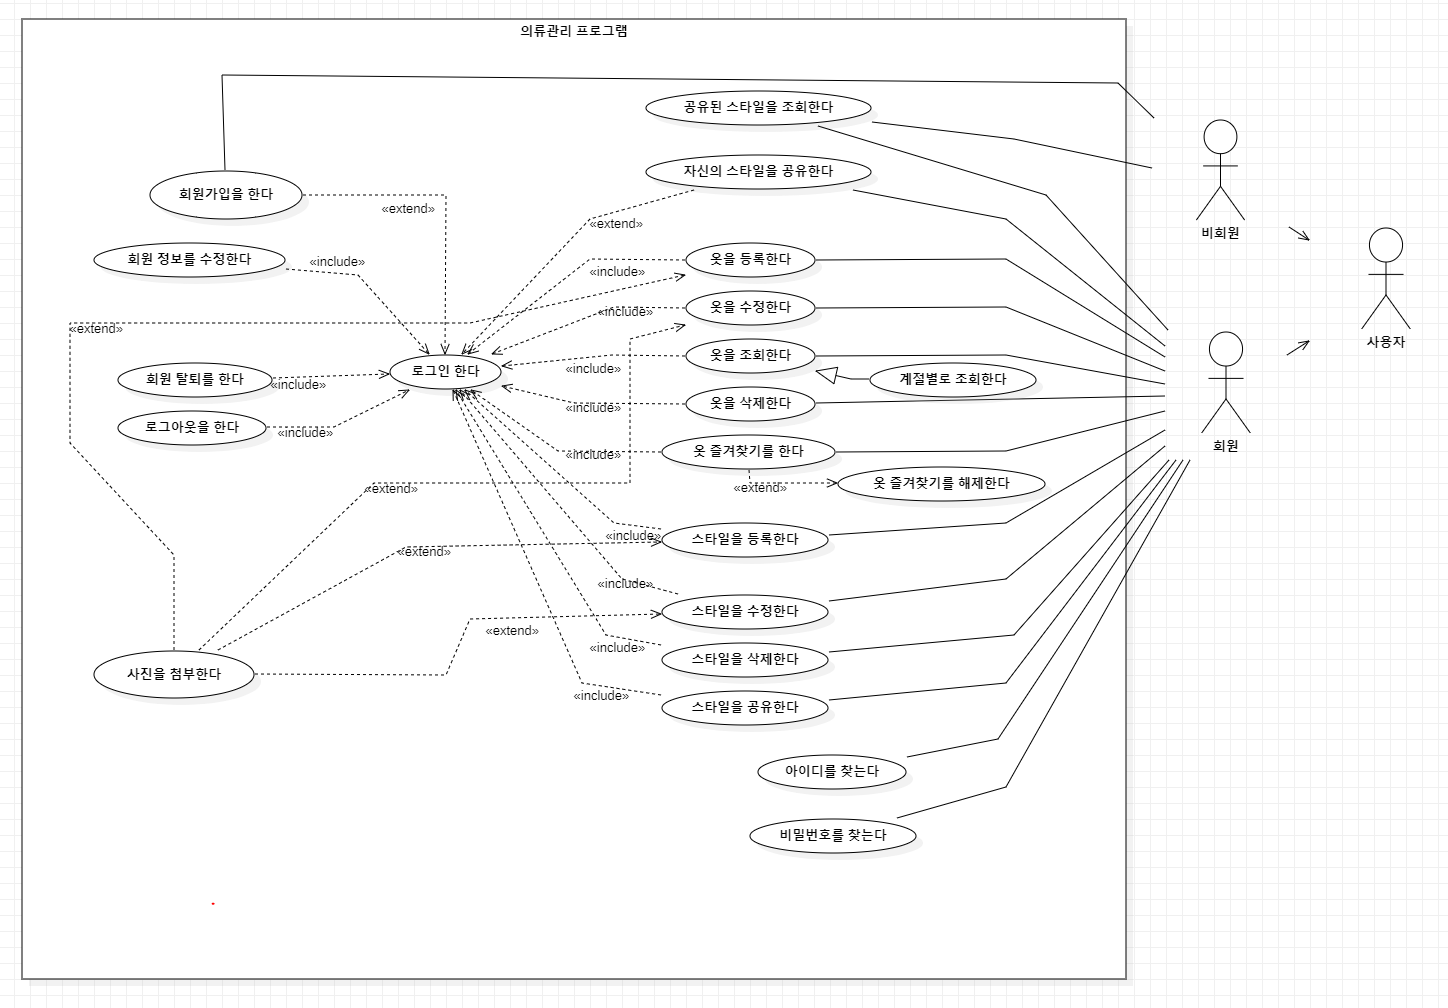 의류관리 프로그램
공유된 스타일을 조회한다
자신의 스타일을 공유한다
회원가입을 한다
«extend»
«extend»
비회원
회원 정보를 수정한다
«include»
옷을 등록한다
«include»
«extend»
옷을 수정한다
«include»
사용자
로그인 한다
옷을 조회한다
«include»
회원 탈퇴를 한다
«include»
계절별로 조회한다
옷을 삭제한다
«include»
로그아웃을 한다
«include»
회원
옷 즐겨찾기를 한다
«include»
«extend»
«extend»
옷 즐겨찾기를 해제한다
«include»
스타일을 등록한다
«extend»
«include»
스타일을 수정한다
«extend»
«include»
스타일을 삭제한다
사진을 첨부한다
«include»
스타일을 공유한다
아이디를 찾는다
비밀번호를 찾는다